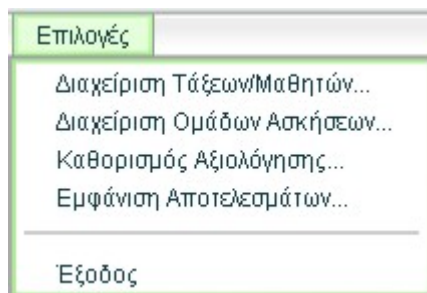 Επιλογές
Διαχείριση Τάξεων/Μαθητών...
Διαχείριση Ομάδων Ασκήσεων...
Καθορισμός Αξιολόγησης...
Εμφάνιση Αποτελεσμάτων...
Έξοδος